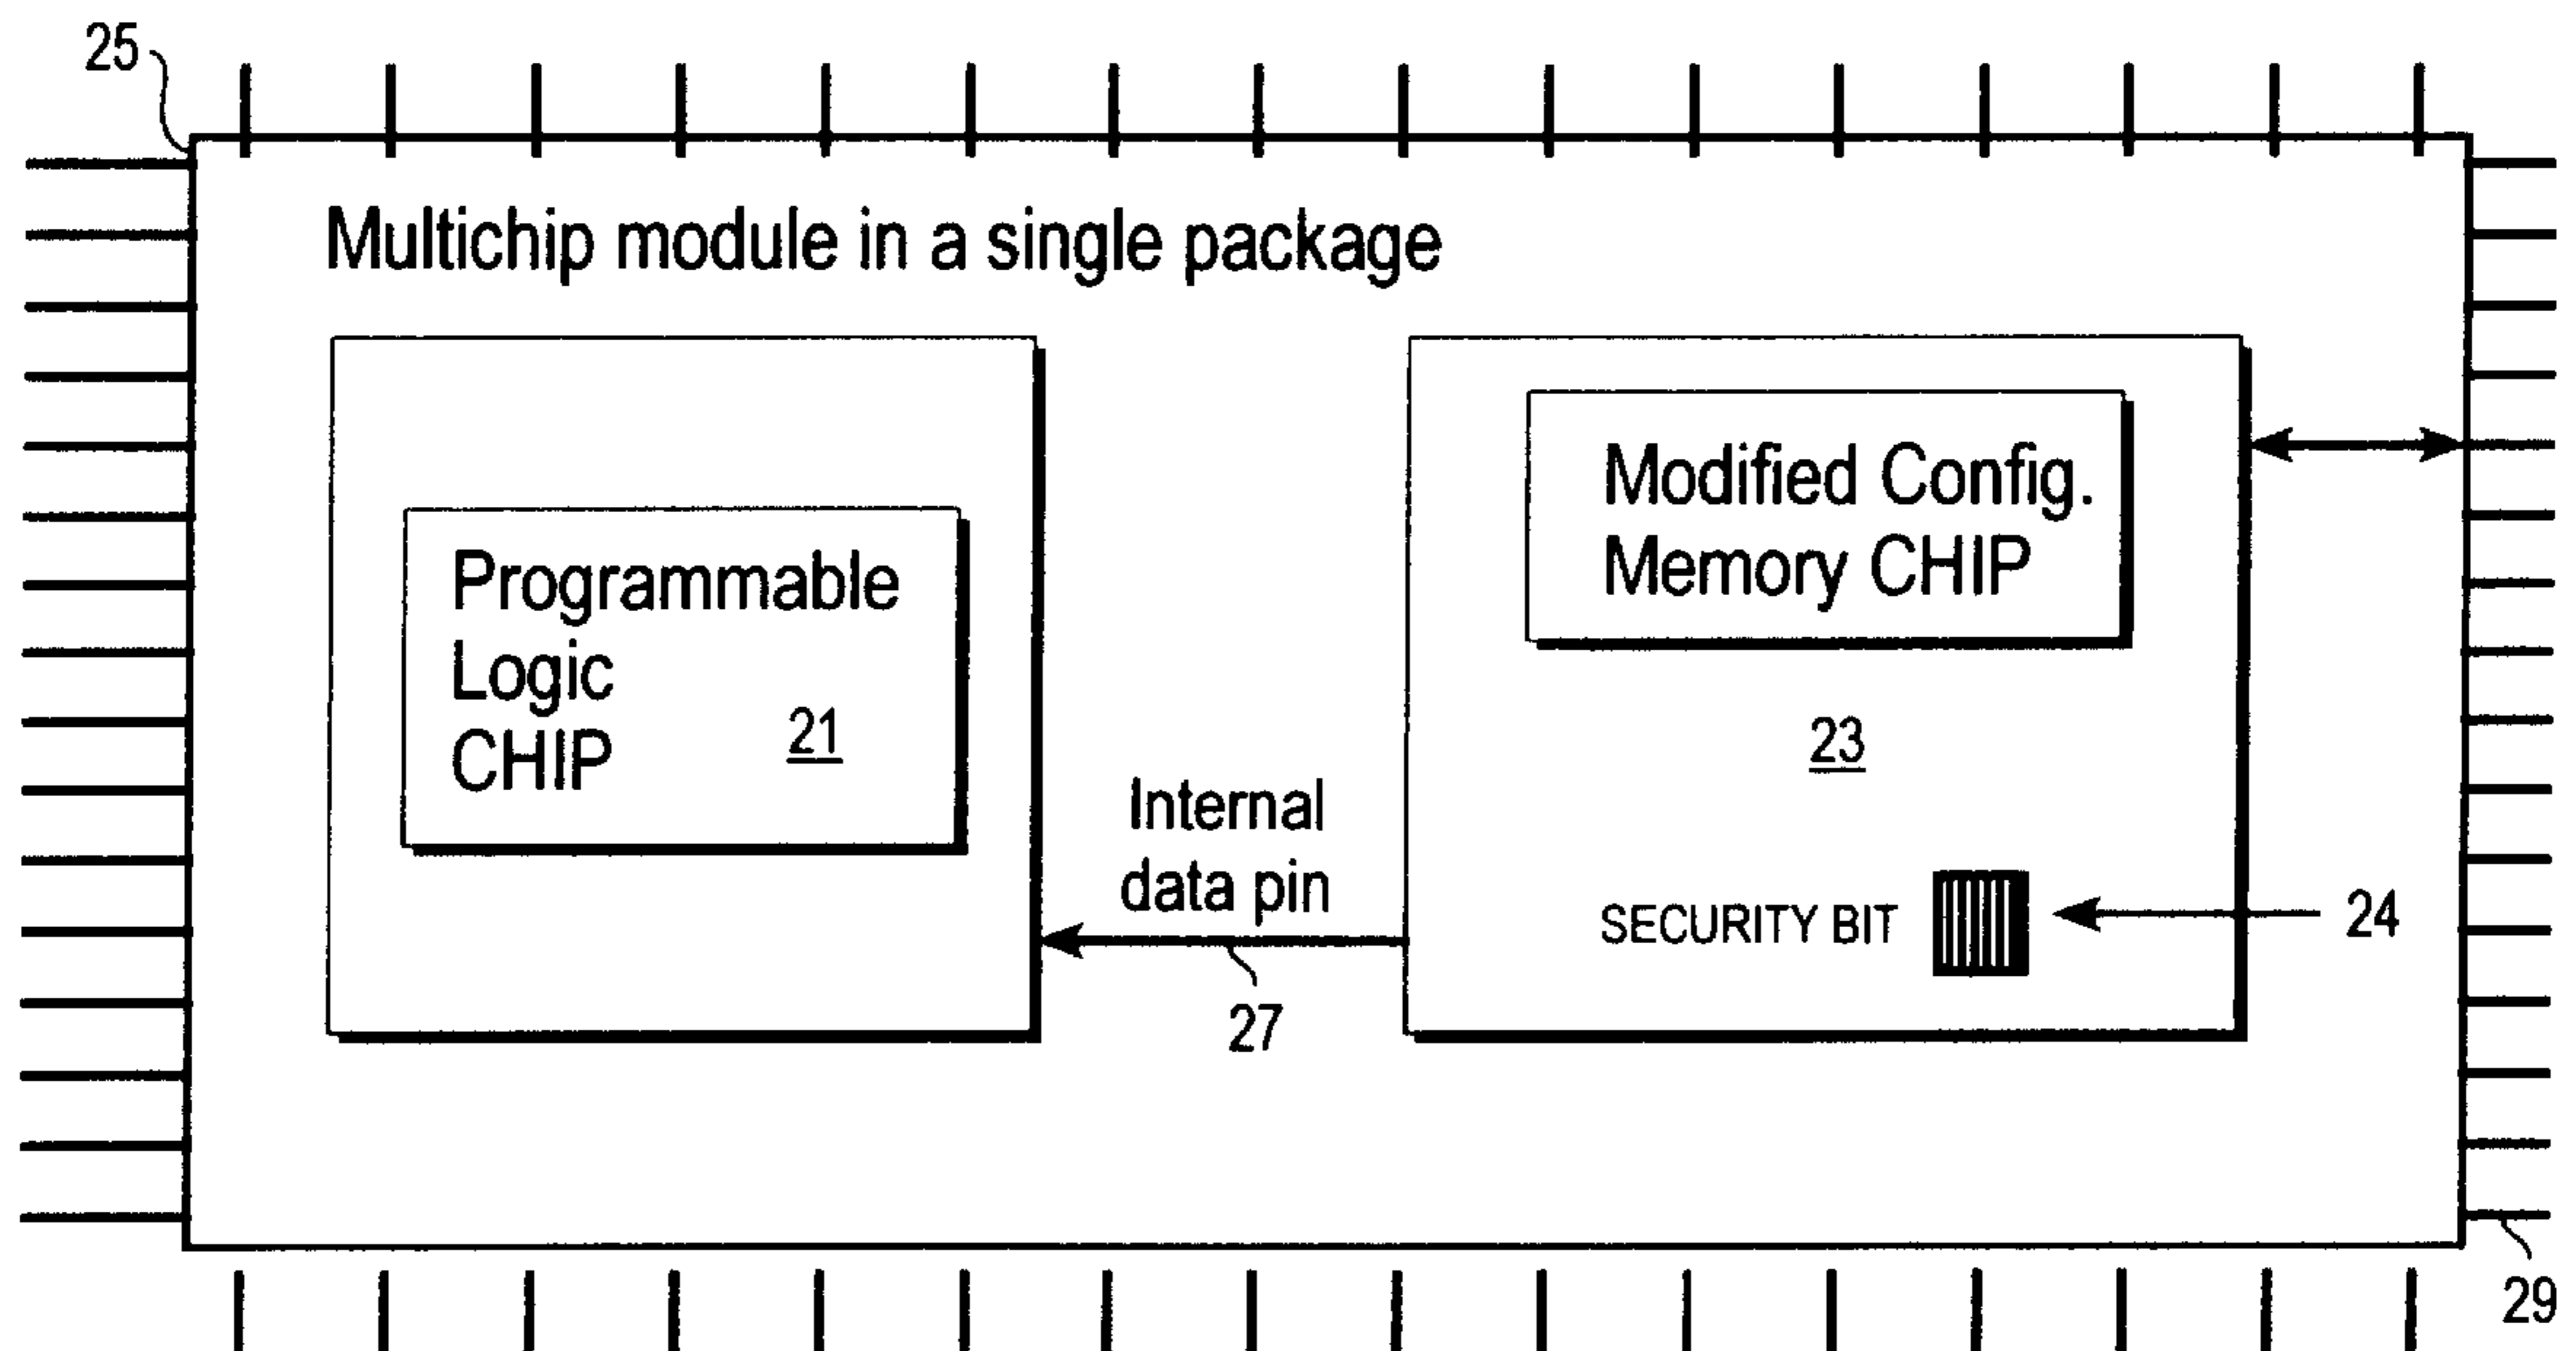 25
Multichip module in a single package
Programmable
Logic
CHIP
21
Internal
data pin
27
Modified Config.
Memory CHIP
23
SECURITY BIT
24
29